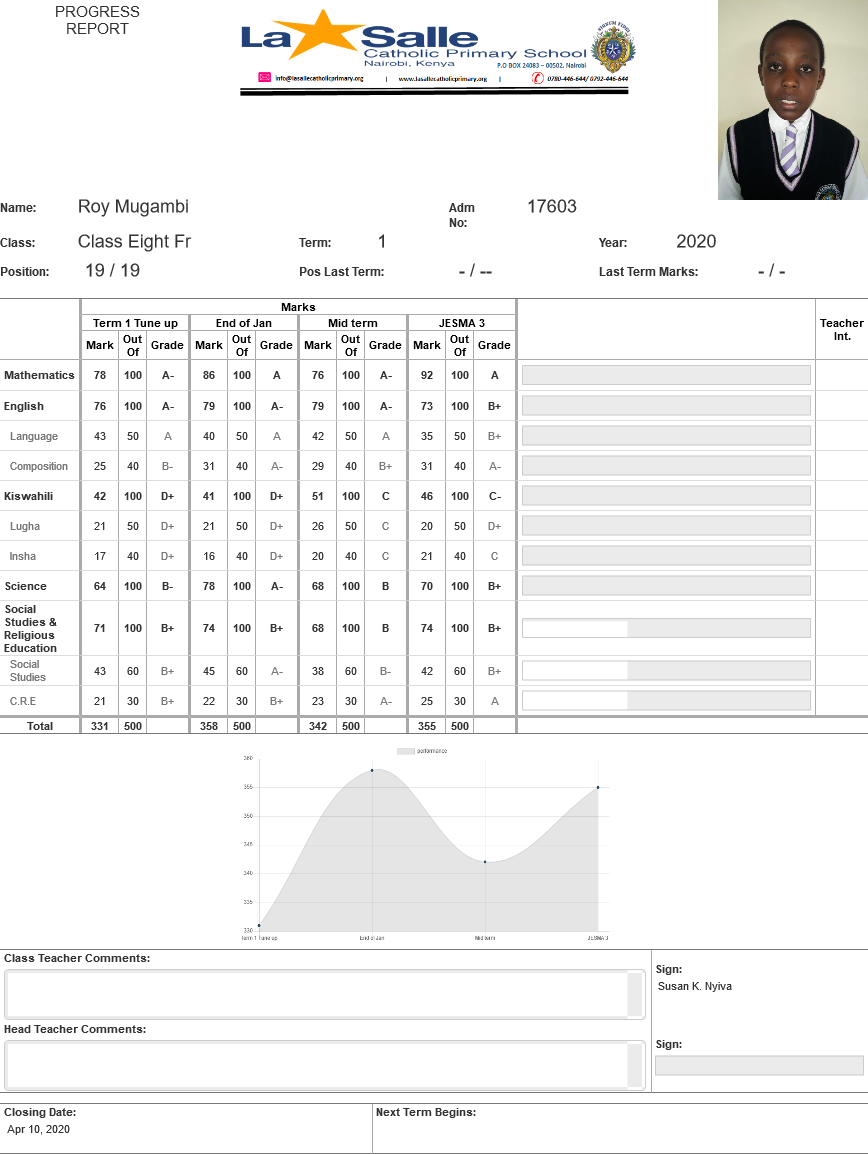 PROGRESS
REPORT
La Salle
Catholic Primary School
Nairobi, Kenya
P.O BOX 24083 – 00502, Nairobi
info@lasallecatholicprimary.org | www.lasallecatholicprimary.org | 0780-446-644/ 0792-446-644
Name: Roy Mugambi Adm No: 17603
Class: Class Eight Fr Term: 1 Year: 2020
Position: 19 / 19 Pos Last Term: - / -- Last Term Marks: - / -
Marks
Term 1 Tune up End of Jan Mid term JESMA 3 Teacher Int.
Mark Out Of Grade Mark Out Of Grade Mark Out Of Grade Mark Out Of Grade
Mathematics 78 100 A- 86 100 A 76 100 A- 92 100 A
English 76 100 A- 79 100 A- 79 100 A- 73 100 B+
Language 43 50 A 40 50 A 42 50 A 35 50 B+
Composition 25 40 B- 31 40 A- 29 40 B+ 31 40 A-
Kiswahili 42 100 D+ 41 100 D+ 51 100 C 46 100 C-
Lugha 21 50 D+ 21 50 D+ 26 50 C 20 50 D+
Insha 17 40 D+ 16 40 D+ 20 40 C 21 40 C
Science 64 100 B- 78 100 A- 68 100 B 70 100 B+
Social Studies & Religious Education 71 100 B+ 74 100 B+ 68 100 B 74 100 B+
Social Studies 43 60 B+ 45 60 A- 38 60 B- 42 60 B+
C.R.E 21 30 B+ 22 30 B+ 23 30 A- 25 30 A
Total 331 500 358 500 342 500 355 500
performance
360
355
350
345
340
335
330
Term 1 Tune up End of Jan Mid term JESMA 3
Class Teacher Comments:
Sign:
Susan K. Nyiva
Head Teacher Comments:
Sign:
Closing Date: Next Term Begins:
Apr 10, 2020